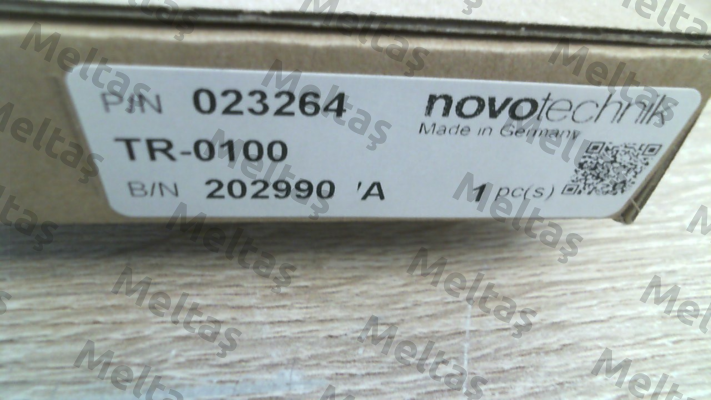 P/N 023264
novotechnik
Made in Germany
TR-0100
B/N 202990 /A
1 pc(s)
Meltaş